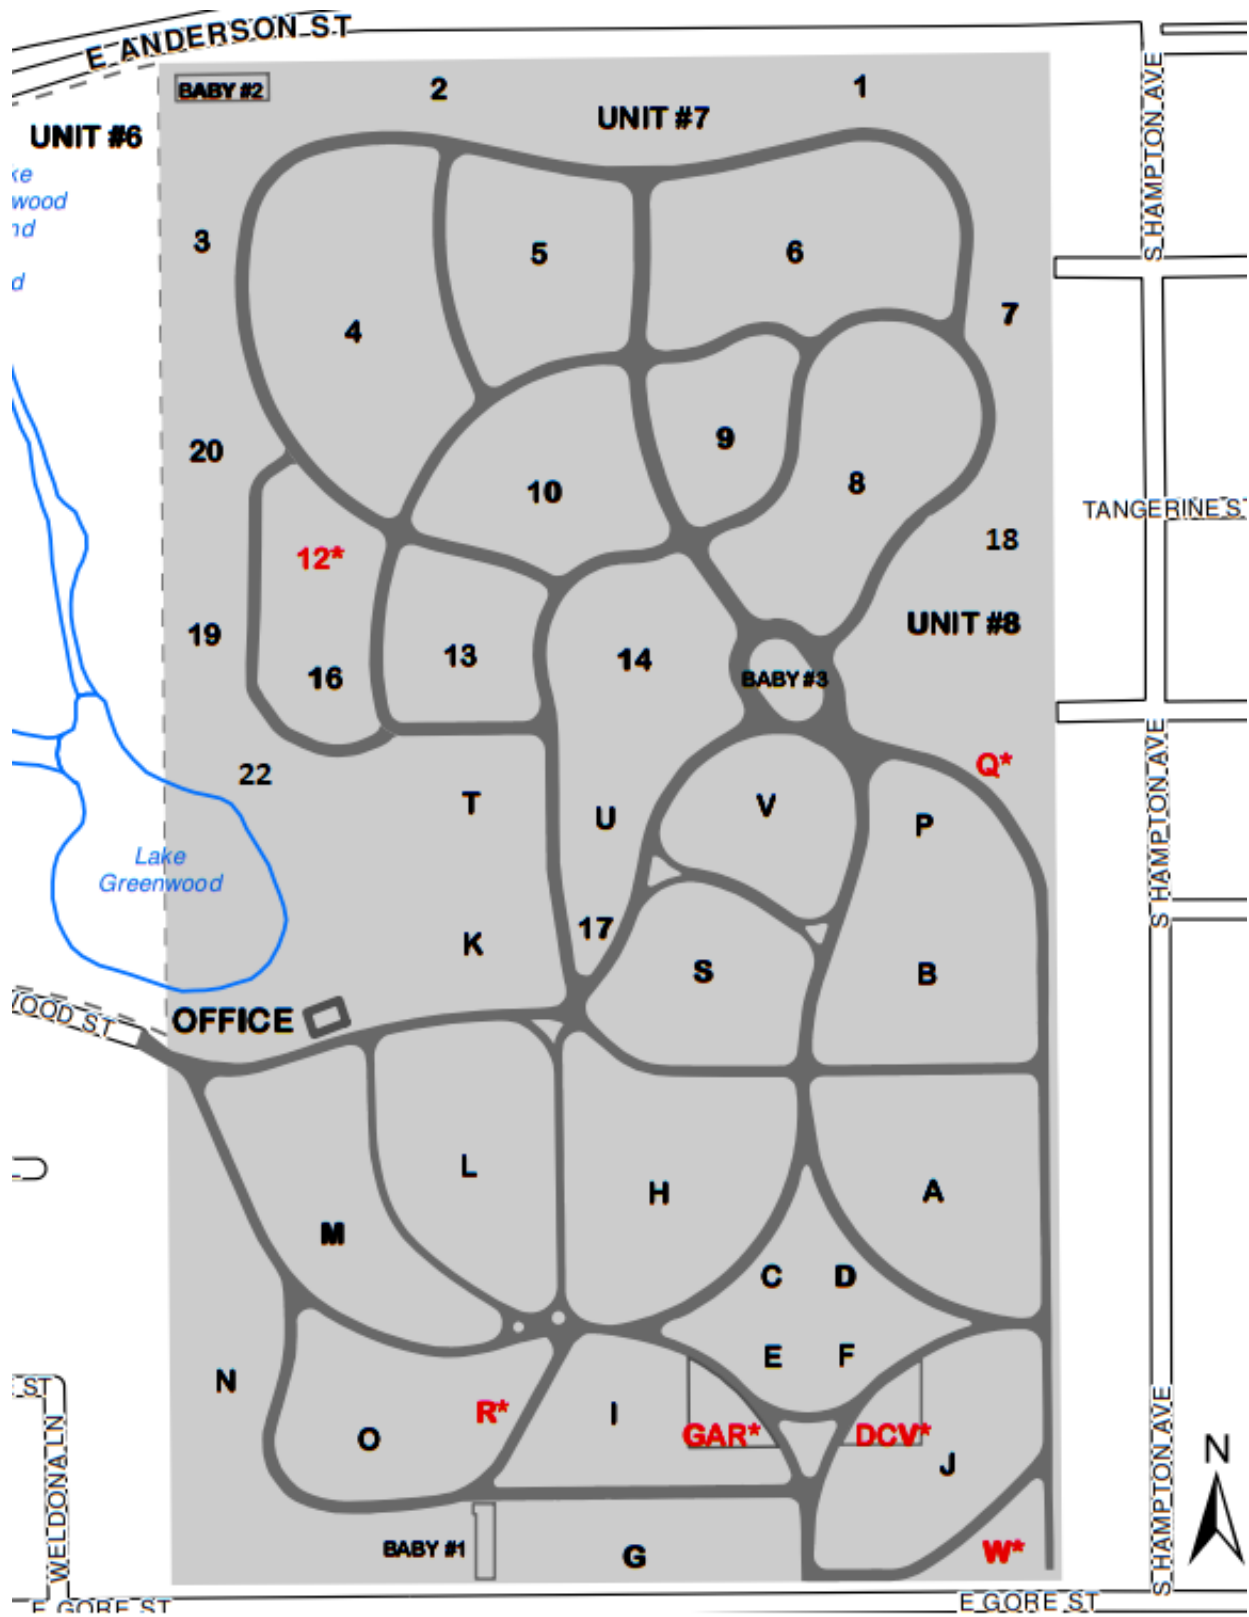 E ANDERSON ST
BABY #2
2
1
UNIT #7
S HAMPTON AVE
UNIT #6
ke
wood
nd
d
3
5
6
7
4
20
9
10
8
TANGERINE ST
12*
18
19
UNIT #8
13
14
16
BABY #3
22
Q*
T
U
V
P
S HAMPTON AVE
Lake
Greenwood
17
K
S
B
OOD ST
OFFICE
L
H
A
M
C
D
E
F
N
ST
R*
I
GAR*
DCV*
O
J
N
WELDONA LN
S HAMPTON AVE
BABY #1
G
W*
E GORE ST
E GORE ST